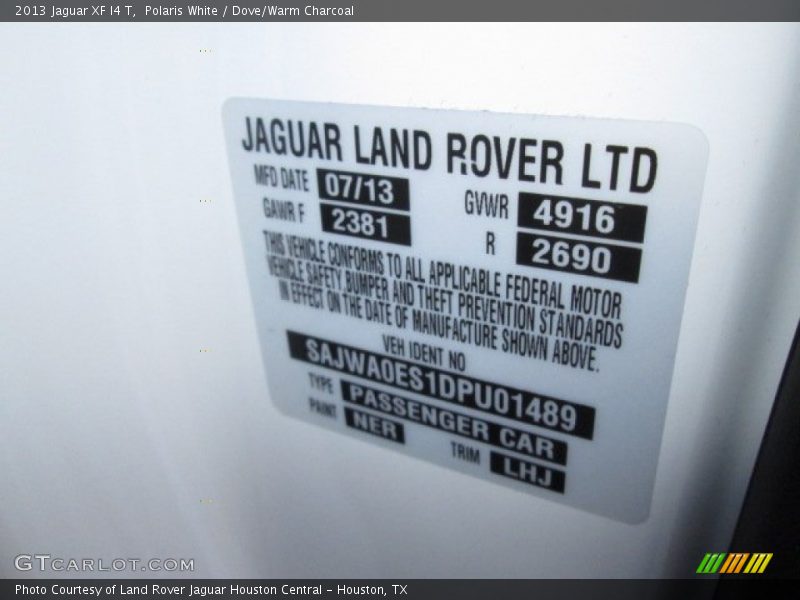 2013 Jaguar XF I4 T, Polaris White / Dove/Warm Charcoal
JAGUAR LAND ROVER LTD
MFD DATE 07/13 GVWR 4916
GAWR F 2381 R 2690
THIS VEHICLE CONFORMS TO ALL APPLICABLE FEDERAL MOTOR
VEHICLE SAFETY, BUMPER AND THEFT PREVENTION STANDARDS
IN EFFECT ON THE DATE OF MANUFACTURE SHOWN ABOVE.
VEH IDENT NO
SAJWA0ES1DPU01489
TYPE PASSENGER CAR
PAINT NER TRIM LHJ
GTCARLOT.COM
Photo Courtesy of Land Rover Jaguar Houston Central - Houston, TX